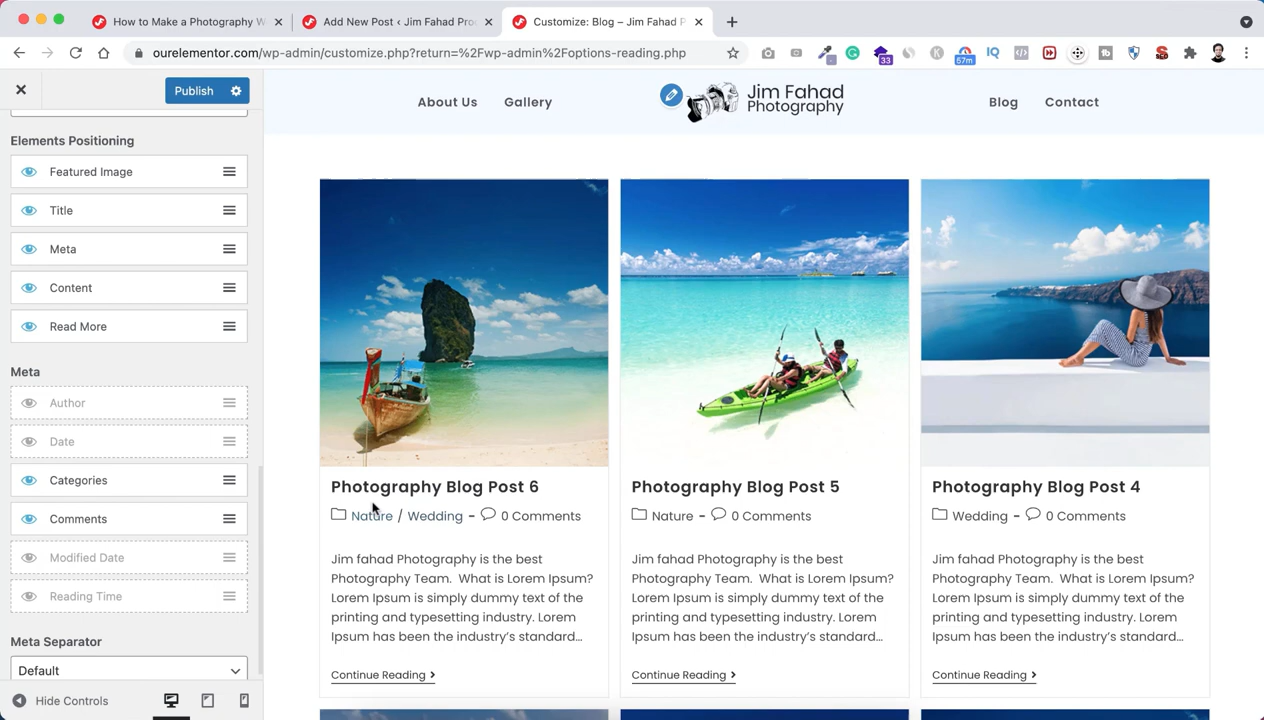 How to Make a Photography W
Add New Post ‹ Jim Fahad Pro
Customize: Blog – Jim Fahad P
ourelementor.com/wp-admin/customize.php?return=%2Fwp-admin%2Foptions-reading.php
33
57m
IQ
Publish
About Us
Gallery
Jim Fahad
Photography
Blog
Contact
Elements Positioning
Featured Image
Title
Meta
Content
Read More
Meta
Author
Date
Categories
Comments
Modified Date
Reading Time
Meta Separator
Default
Hide Controls
Photography Blog Post 6
Nature / Wedding - 0 Comments
Jim fahad Photography is the best
Photography Team. What is Lorem Ipsum?
Lorem Ipsum is simply dummy text of the
printing and typesetting industry. Lorem
Ipsum has been the industry’s standard…
Continue Reading
Photography Blog Post 5
Nature - 0 Comments
Jim fahad Photography is the best
Photography Team. What is Lorem Ipsum?
Lorem Ipsum is simply dummy text of the
printing and typesetting industry. Lorem
Ipsum has been the industry’s standard…
Continue Reading
Photography Blog Post 4
Wedding - 0 Comments
Jim fahad Photography is the best
Photography Team. What is Lorem Ipsum?
Lorem Ipsum is simply dummy text of the
printing and typesetting industry. Lorem
Ipsum has been the industry’s standard…
Continue Reading